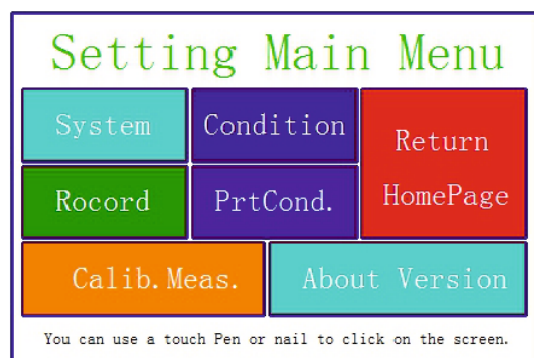 Setting Main Menu
System
Condition
Return
HomePage
Rocord
PrtCond.
Calib.Meas.
About Version
You can use a touch Pen or nail to click on the screen.